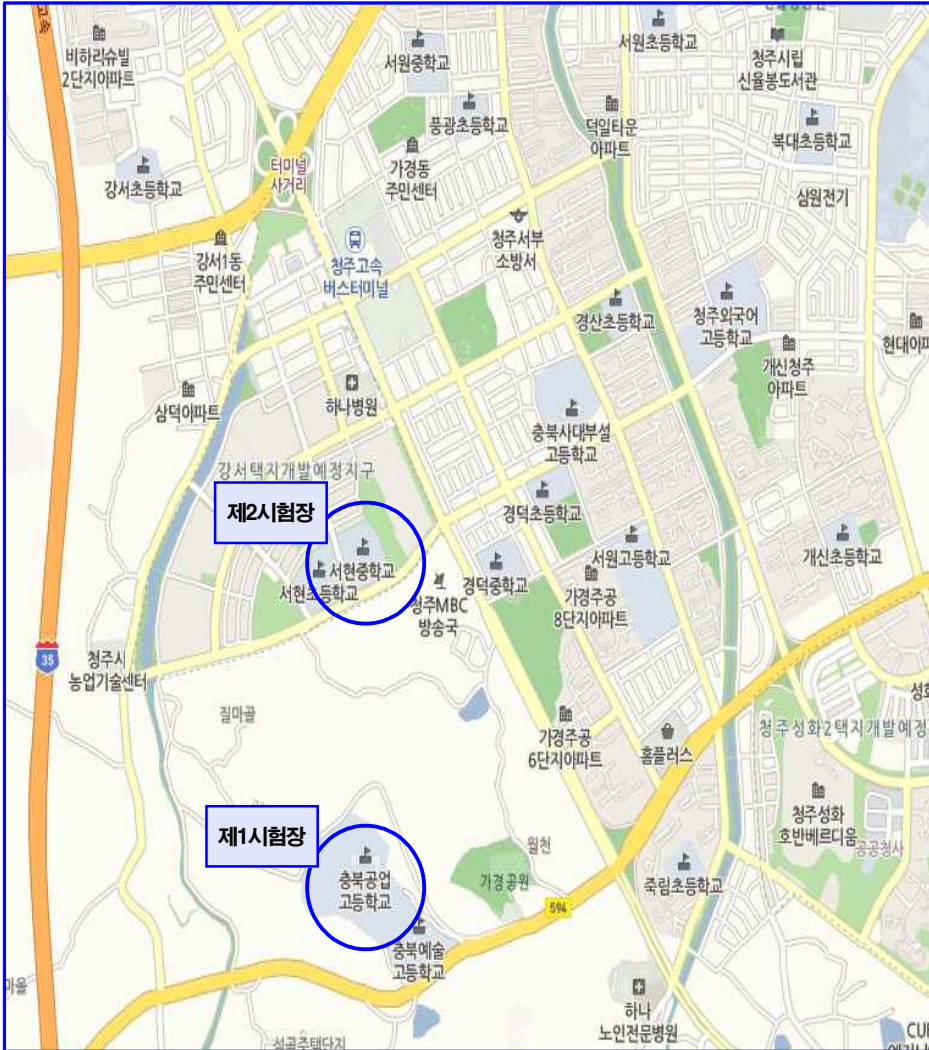 고속
비하리슈빌
2단지아파트
서원중학교
서원초등학교
청주시립
신율봉도서관
풍광초등학교
덕일타운
아파트
복대초등학교
강서초등학교
터미널
사거리
가경동
주민센터
삼원전기
강서1동
주민센터
청주고속
버스터미널
청주서부
소방서
경산초등학교
청주외국어
고등학교
현대아파
개신청주
아파트
삼덕아파트
하나병원
충북사대부설
고등학교
강서택지개발예정지구
제2시험장
경덕초등학교
서현중학교
서현초등학교
경덕중학교
서원고등학교
개신초등학교
청주MBC
방송국
가경주공
8단지아파트
35
청주시
농업기술센터
질마골
가경주공
6단지아파트
홈플러스
성화
청주성화2택지개발예정
청주성화
호반베르디움
공공청사
제1시험장
충북공업
고등학교
월천
가경공원
죽림초등학교
594
충북예술
고등학교
마을
하나
노인전문병원
석곡주택단지